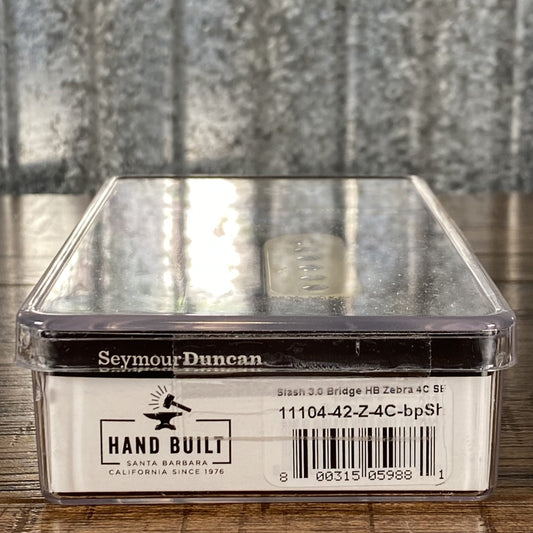 SeymourDuncan
HAND BUILT
SANTA BARBARA
CALIFORNIA SINCE 1976
Slash 3.0 Bridge HB Zebra 4C
11104-42-Z-4C-bpSh
8 00315 05988 1